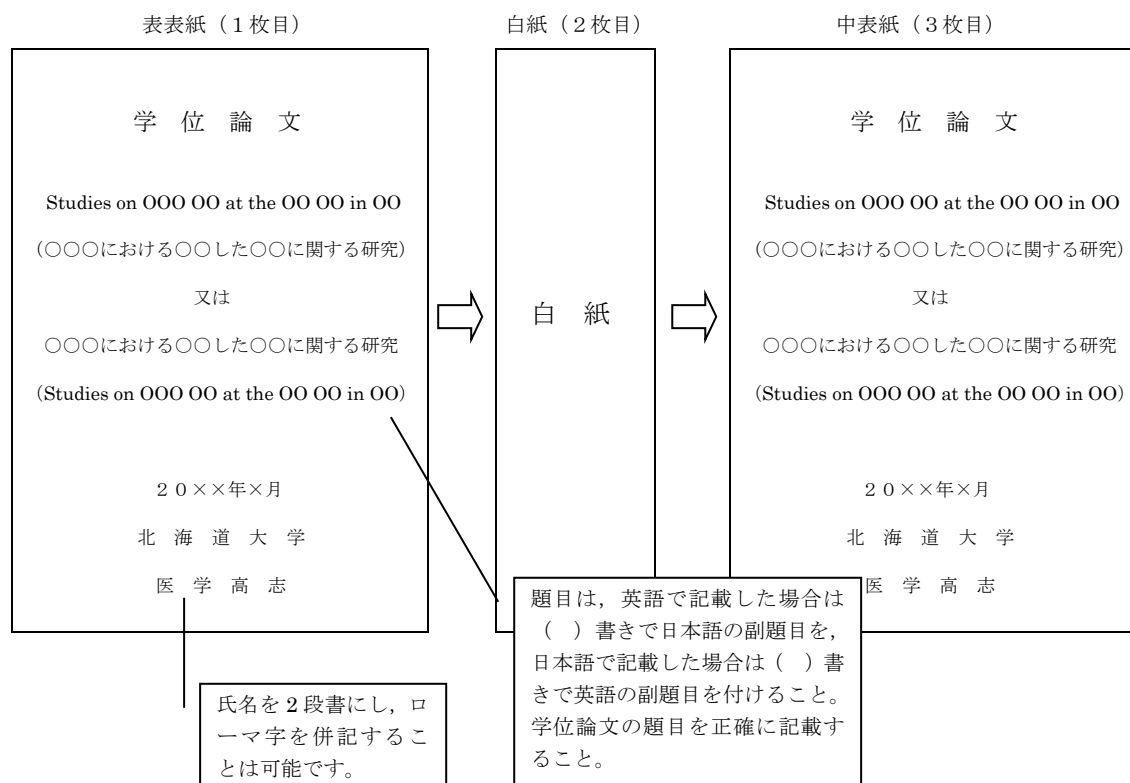 表表紙（１枚目）
学 位 論 文
Studies on OOO OO at the OO OO in OO
（○○○における○○した○○に関する研究）
又は
○○○における○○した○○に関する研究
（Studies on OOO OO at the OO OO in OO）
２０××年×月
北 海 道 大 学
医 学 高 志
氏名を 2 段書にし，ロ
ーマ字を併記するこ
とは可能です。
白紙（２枚目）
白 紙
題目は，英語で記載した場合は
（　）書きで日本語の副題目を，
日本語で記載した場合は（　）書
きで英語の副題目を付けること。
学位論文の題目を正確に記載す
ること。
中表紙（３枚目）
学 位 論 文
Studies on OOO OO at the OO OO in OO
（○○○における○○した○○に関する研究）
又は
○○○における○○した○○に関する研究
（Studies on OOO OO at the OO OO in OO）
２０××年×月
北 海 道 大 学
医 学 高 志